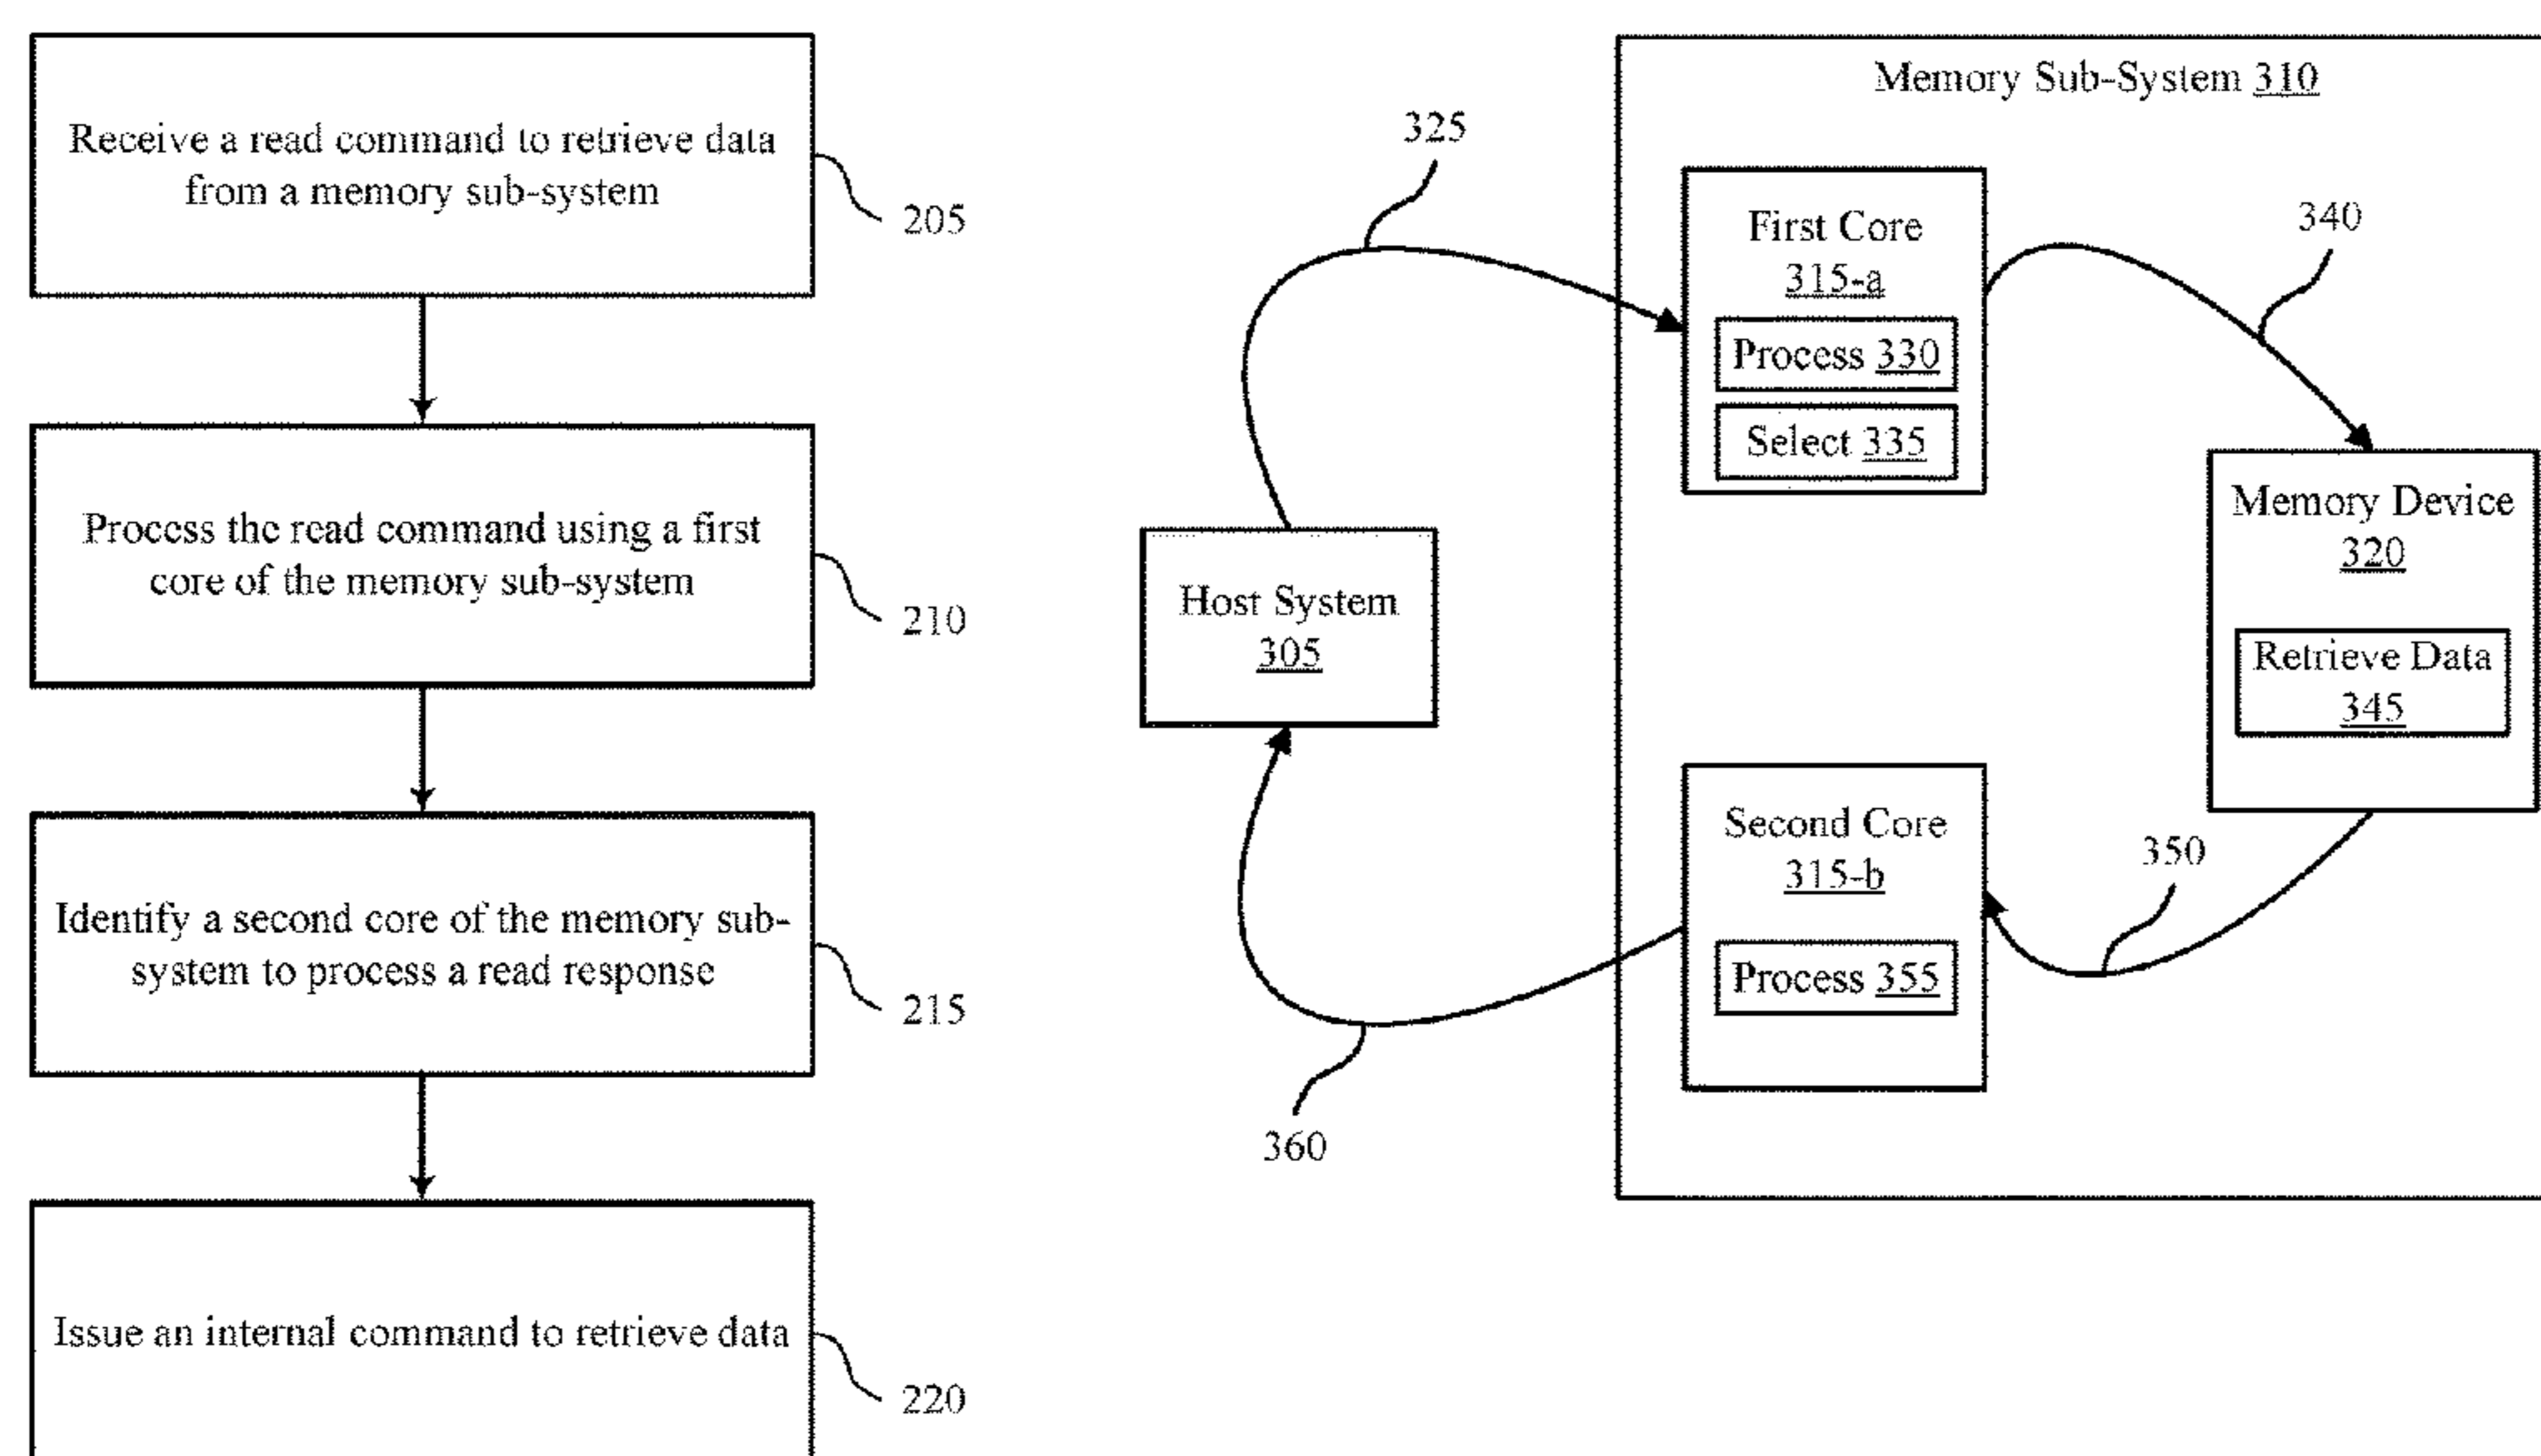 Receive a read command to retrieve data
from a memory sub-system
205
Process the read command using a first
core of the memory sub-system
210
Identify a second core of the memory sub-
system to process a read response
215
Issue an internal command to retrieve data
220
Memory Sub-System 310
325
First Core
315-a
Process 330
Select 335
340
Host System
305
Memory Device
320
Retrieve Data
345
Second Core
315-b
Process 355
350
360